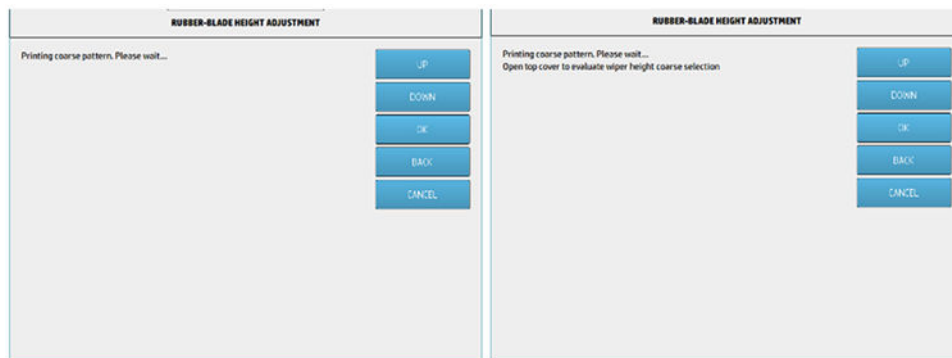 RUBBER-BLADE HEIGHT ADJUSTMENT
Printing coarse pattern. Please wait...
UP
DOWN
OK
BACK
CANCEL
RUBBER-BLADE HEIGHT ADJUSTMENT
Printing coarse pattern. Please wait...
Open top cover to evaluate wiper height coarse selection
UP
DOWN
OK
BACK
CANCEL